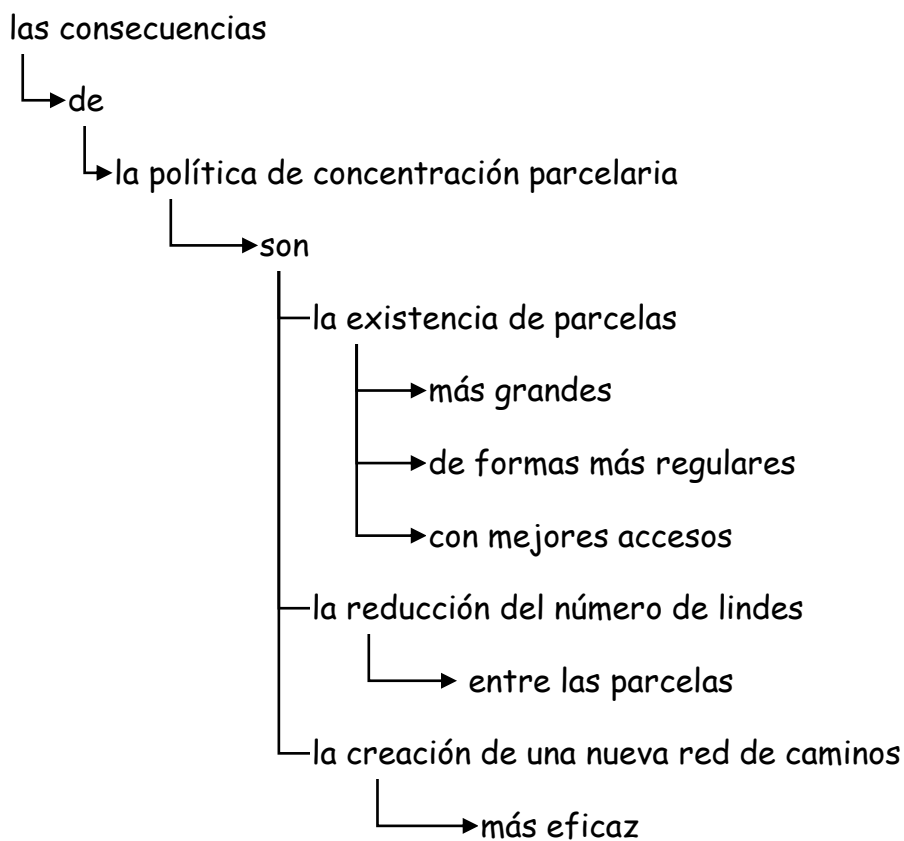 las consecuencias
de
la política de concentración parcelaria
son
la existencia de parcelas
más grandes
de formas más regulares
con mejores accesos
la reducción del número de lindes
entre las parcelas
la creación de una nueva red de caminos
más eficaz